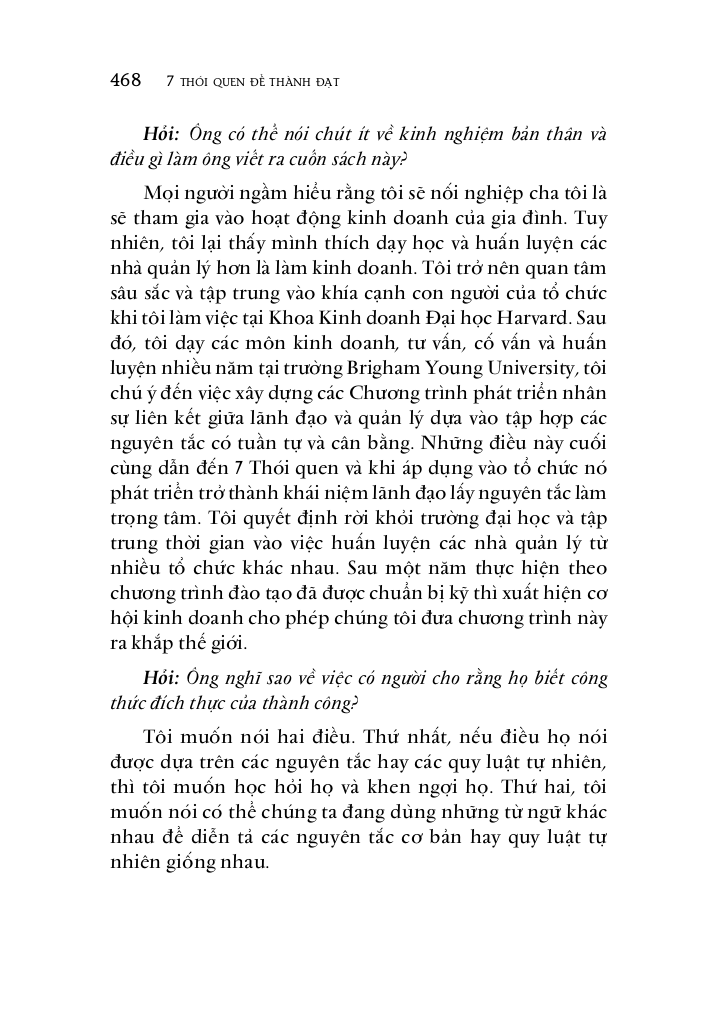 468 7 THÓI QUEN ĐỂ THÀNH ĐẠT
Hỏi: Ông có thể nói chút ít về kinh nghiệm bản thân và
điều gì làm ông viết ra cuốn sách này?
Mọi người ngầm hiểu rằng tôi sẽ nối nghiệp cha tôi là
sẽ tham gia vào hoạt động kinh doanh của gia đình. Tuy
nhiên, tôi lại thấy mình thích dạy học và huấn luyện các
nhà quản lý hơn là làm kinh doanh. Tôi trở nên quan tâm
sâu sắc và tập trung vào khía cạnh con người của tổ chức
khi tôi làm việc tại Khoa Kinh doanh Đại học Harvard. Sau
đó, tôi dạy các môn kinh doanh, tư vấn, cố vấn và huấn
luyện nhiều năm tại trường Brigham Young University, tôi
chú ý đến việc xây dựng các Chương trình phát triển nhân
sự liên kết giữa lãnh đạo và quản lý dựa vào tập hợp các
nguyên tắc có tuần tự và cân bằng. Những điều này cuối
cùng dẫn đến 7 Thói quen và khi áp dụng vào tổ chức nó
phát triển trở thành khái niệm lãnh đạo lấy nguyên tắc làm
trọng tâm. Tôi quyết định rời khỏi trường đại học và tập
trung thời gian vào việc huấn luyện các nhà quản lý từ
nhiều tổ chức khác nhau. Sau một năm thực hiện theo
chương trình đào tạo đã được chuẩn bị kỹ thì xuất hiện cơ
hội kinh doanh cho phép chúng tôi đưa chương trình này
ra khắp thế giới.
Hỏi: Ông nghĩ sao về việc có người cho rằng họ biết công
thức đích thực của thành công?
Tôi muốn nói hai điều. Thứ nhất, nếu điều họ nói
được dựa trên các nguyên tắc hay các quy luật tự nhiên,
thì tôi muốn học hỏi họ và khen ngợi họ. Thứ hai, tôi
muốn nói có thể chúng ta đang dùng những từ ngữ khác
nhau để diễn tả các nguyên tắc cơ bản hay quy luật tự
nhiên giống nhau.